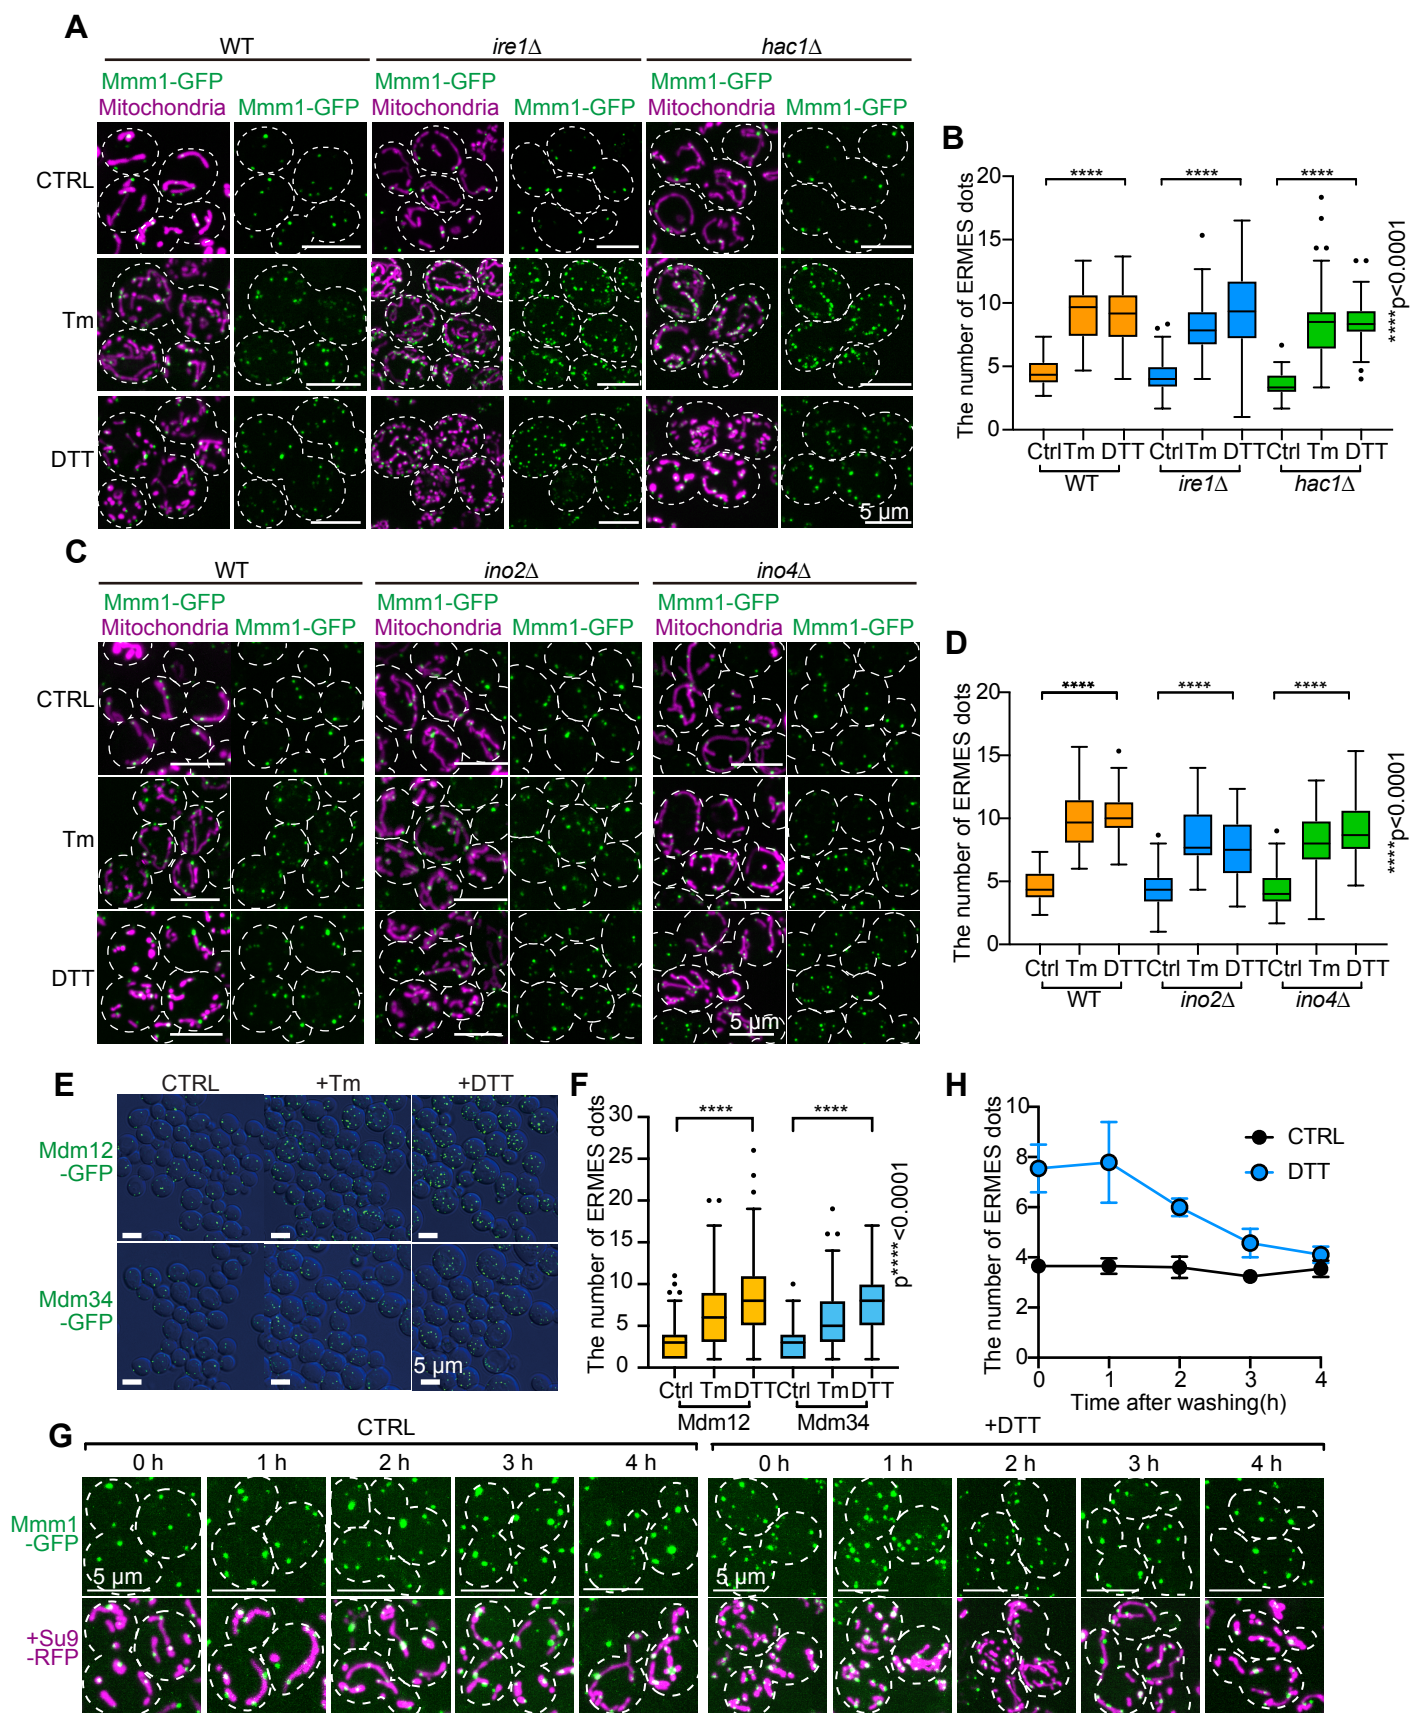 A
WT
ire1Δ
hac1Δ
Mmm1-GFP
Mitochondria
Mmm1-GFP
Mmm1-GFP
Mitochondria
Mmm1-GFP
Mmm1-GFP
Mitochondria
Mmm1-GFP
CTRL
Tm
DTT
5 µm
B
The number of ERMES dots
20
15
10
5
0
****
****
****
Ctrl Tm DTT Ctrl Tm DTT Ctrl Tm DTT
WT
ire1Δ
hac1Δ
****p<0.0001
C
WT
ino2Δ
ino4Δ
Mmm1-GFP
Mitochondria
Mmm1-GFP
Mmm1-GFP
Mitochondria
Mmm1-GFP
Mmm1-GFP
Mitochondria
Mmm1-GFP
CTRL
Tm
DTT
5 µm
D
The number of ERMES dots
20
15
10
5
0
****
****
****
Ctrl Tm DTT Ctrl Tm DTT Ctrl Tm DTT
WT
ino2Δ
ino4Δ
****p<0.0001
E
CTRL
+Tm
+DTT
Mdm12
-GFP
Mdm34
-GFP
5 µm
F
The number of ERMES dots
30
25
20
15
10
5
0
****
****
Ctrl Tm DTT Ctrl Tm DTT
Mdm12
Mdm34
p****<0.0001
H
The number of ERMES dots
10
8
6
4
2
0
CTRL
DTT
0 1 2 3 4
Time after washing(h)
G
CTRL
+DTT
0 h 1 h 2 h 3 h 4 h 0 h 1 h 2 h 3 h 4 h
Mmm1
-GFP
5 µm
5 µm
+Su9
-RFP